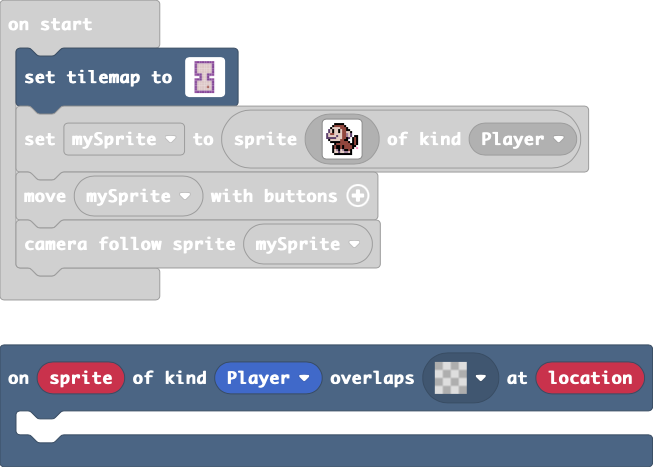 on start
set tilemap to
set mySprite to sprite of kind Player
move mySprite with buttons
camera follow sprite mySprite
on sprite of kind Player overlaps at location